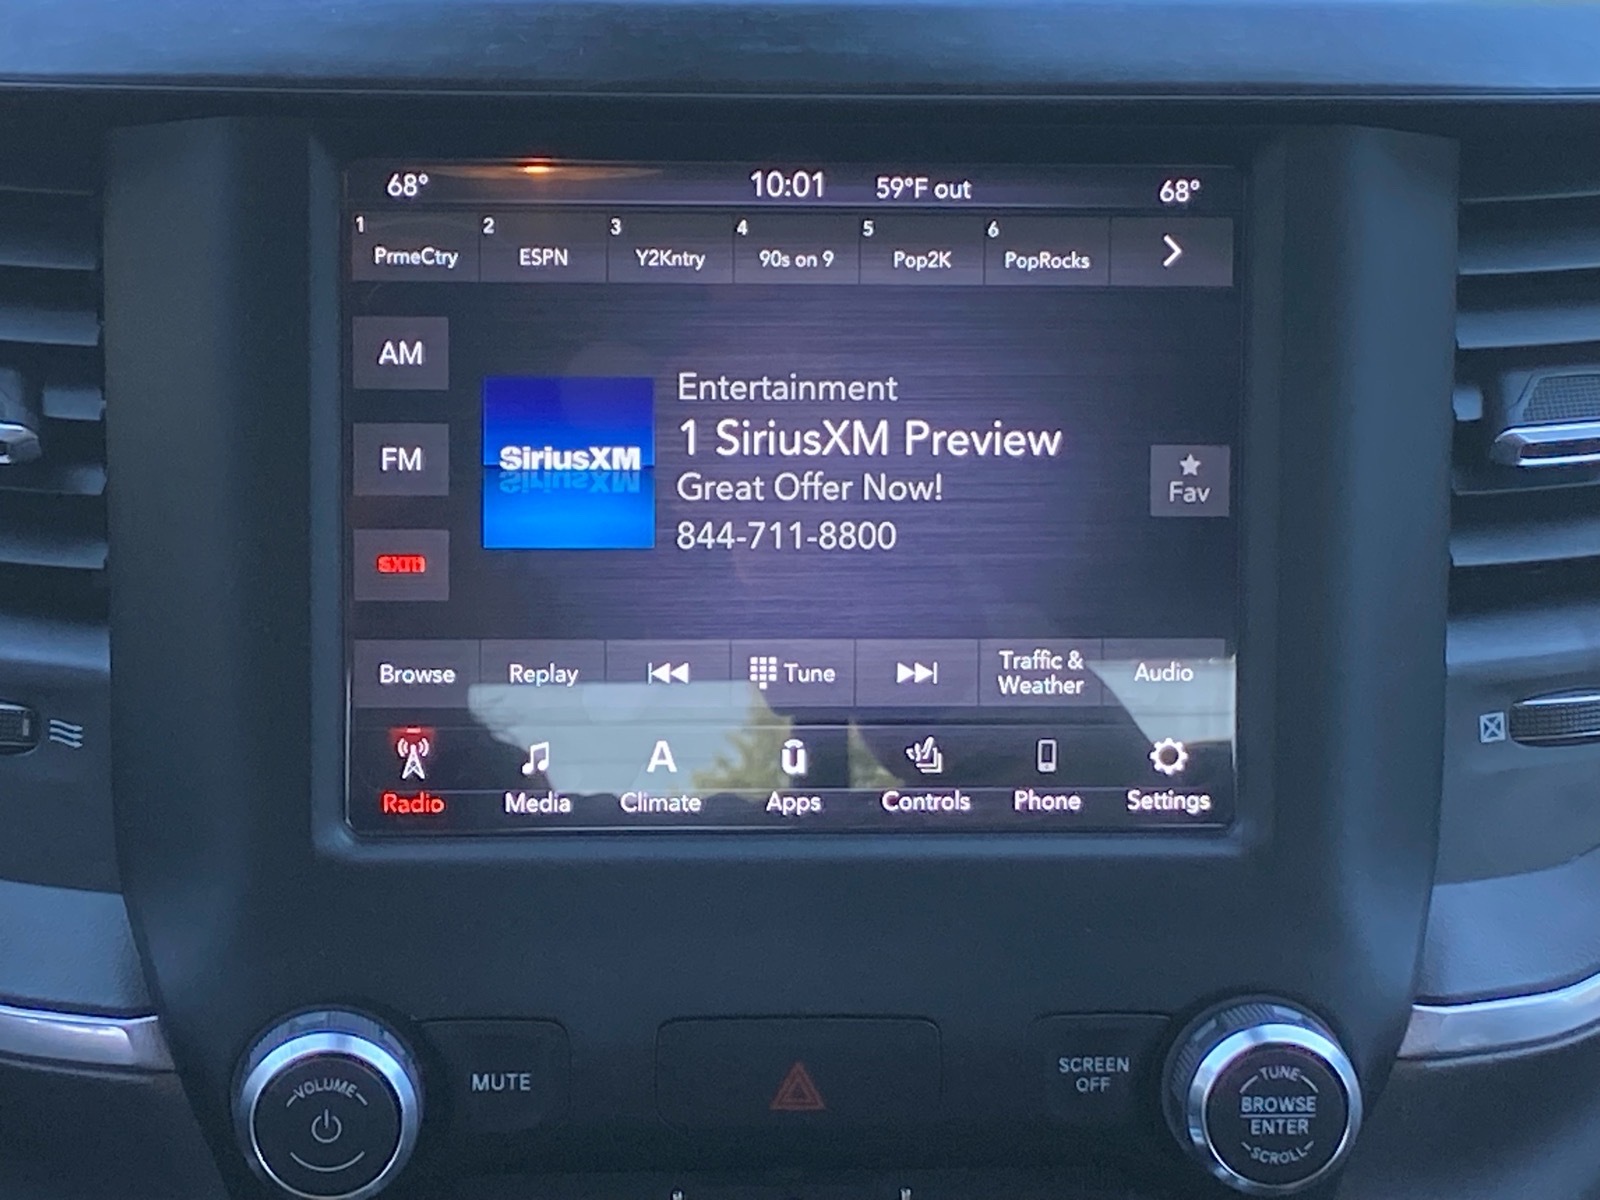 68°
10:01
59°F out
68°
1
PrmeCtry
2
ESPN
3
Y2Kntry
4
90s on 9
5
Pop2K
6
PopRocks
AM
FM
sxm
SiriusXM
Entertainment
1 SiriusXM Preview
Great Offer Now!
844-711-8800
Fav
Browse
Replay
Tune
Traffic &
Weather
Audio
Radio
Media
A
Climate
ū
Apps
Controls
Phone
Settings
VOLUME
MUTE
SCREEN
OFF
TUNE
BROWSE
ENTER
SCROLL